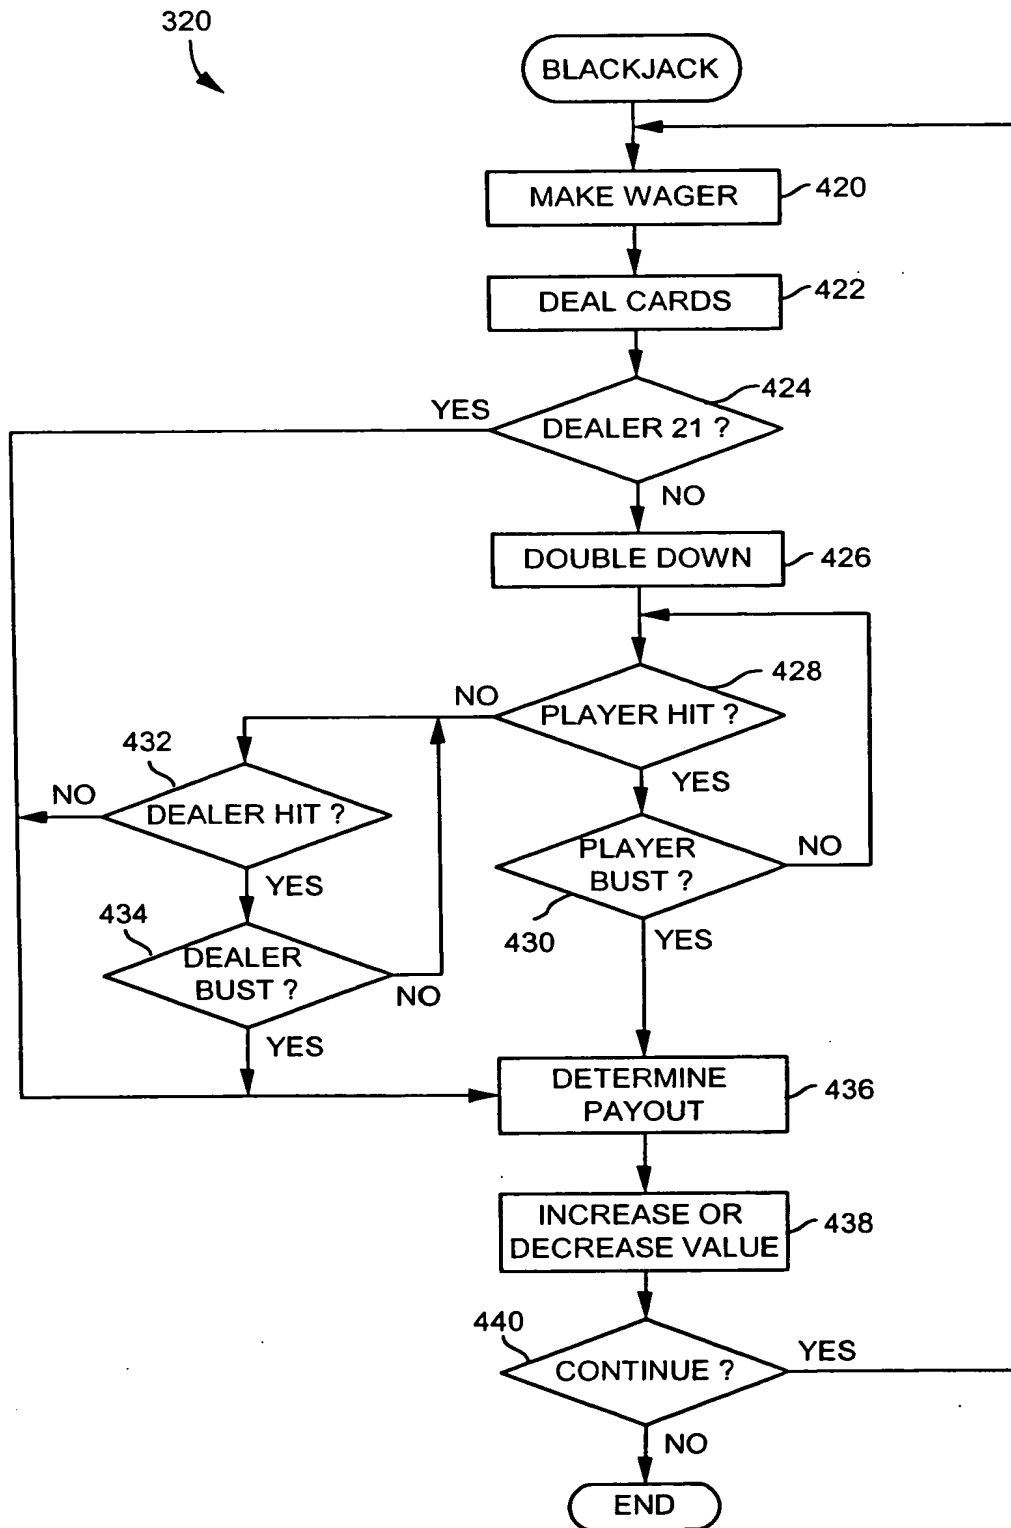 320
BLACKJACK
MAKE WAGER
420
DEAL CARDS
422
424
YES
DEALER 21 ?
NO
DOUBLE DOWN
426
428
NO
PLAYER HIT ?
YES
432
NO
DEALER HIT ?
YES
PLAYER
BUST ?
NO
430
YES
434
DEALER
BUST ?
NO
YES
DETERMINE
PAYOUT
436
INCREASE OR
DECREASE VALUE
438
440
CONTINUE ?
YES
NO
END